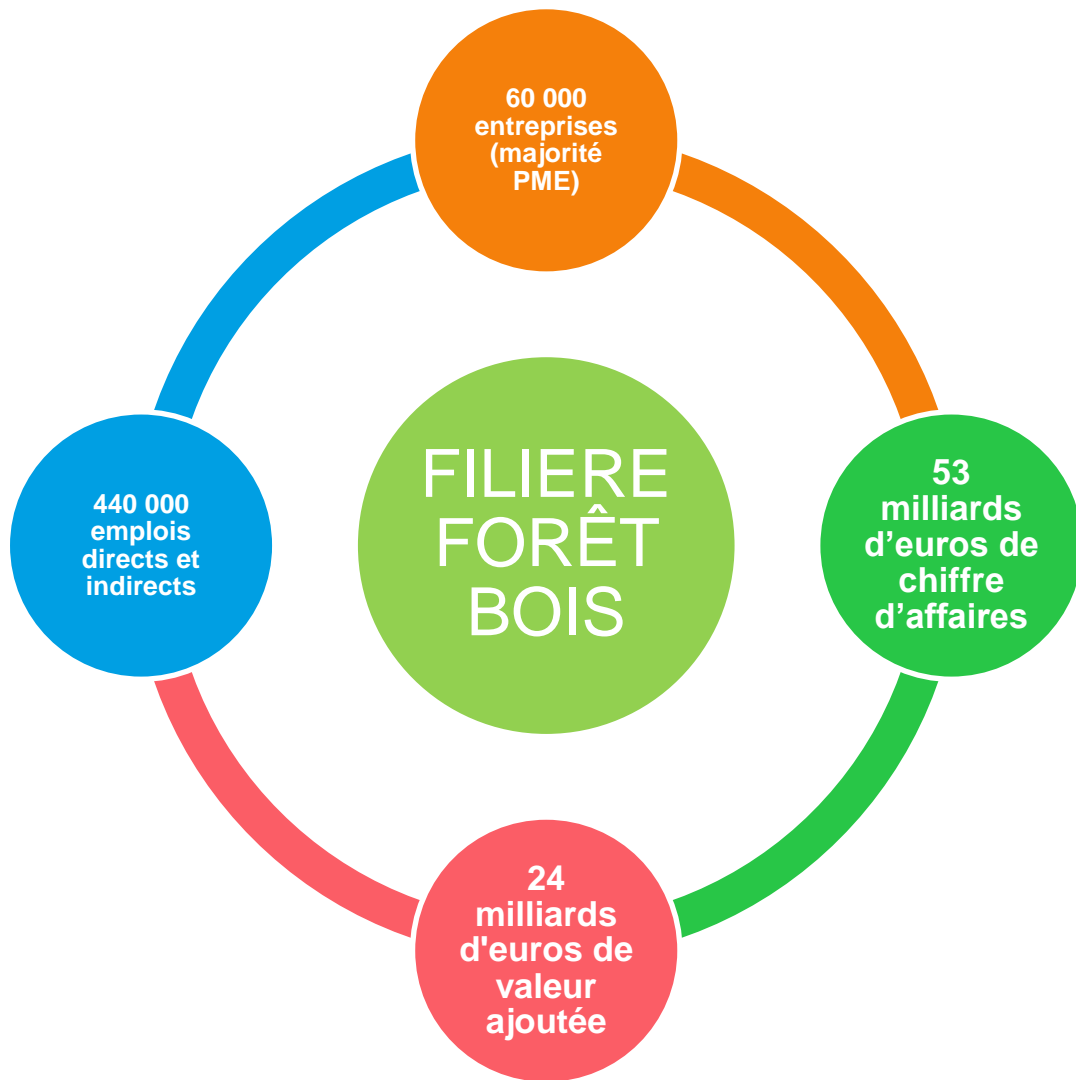 60 000
entreprises
(majorité
PME)
440 000
emplois
directs et
indirects
FILIERE
FORÊT
BOIS
53
milliards
d’euros de
chiffre
d’affaires
24
milliards
d'euros de
valeur
ajoutée